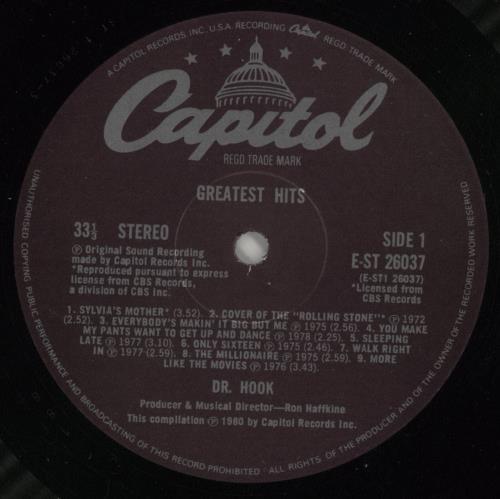 A CAPITOL RECORDS, INC. U.S.A. RECORDING Capitol REGD. TRADE MARK
Capitol
REGD TRADE MARK
GREATEST HITS
33⅓ STEREO
SIDE 1
Ⓟ Original Sound Recording
made by Capitol Records Inc.
*Reproduced pursuant to express
license from CBS Records,
a division of CBS Inc.
E-ST 26037
(E-ST1 26037)
*Licensed from
CBS Records
1. SYLVIA'S MOTHER* (3.52). 2. COVER OF THE "ROLLING STONE"* Ⓟ 1972
(2.52). 3. EVERYBODY'S MAKIN' IT BIG BUT ME Ⓟ 1975 (2.56). 4. YOU MAKE
MY PANTS WANT TO GET UP AND DANCE Ⓟ 1978 (2.25). 5. SLEEPING
LATE Ⓟ 1977 (3.10). 6. ONLY SIXTEEN Ⓟ 1975 (2.46). 7. WALK RIGHT
IN Ⓟ 1977 (2.59). 8. THE MILLIONAIRE Ⓟ 1975 (2.59). 9. MORE
LIKE THE MOVIES Ⓟ 1976 (3.43).
DR. HOOK
Producer & Musical Director—Ron Haffkine
This compilation Ⓟ 1980 by Capitol Records Inc.
UNAUTHORISED COPYING PUBLIC PERFORMANCE AND BROADCASTING OF THIS RECORD PROHIBITED · ALL RIGHTS OF THE PRODUCER AND OF THE OWNER OF THE RECORDED WORK RESERVED